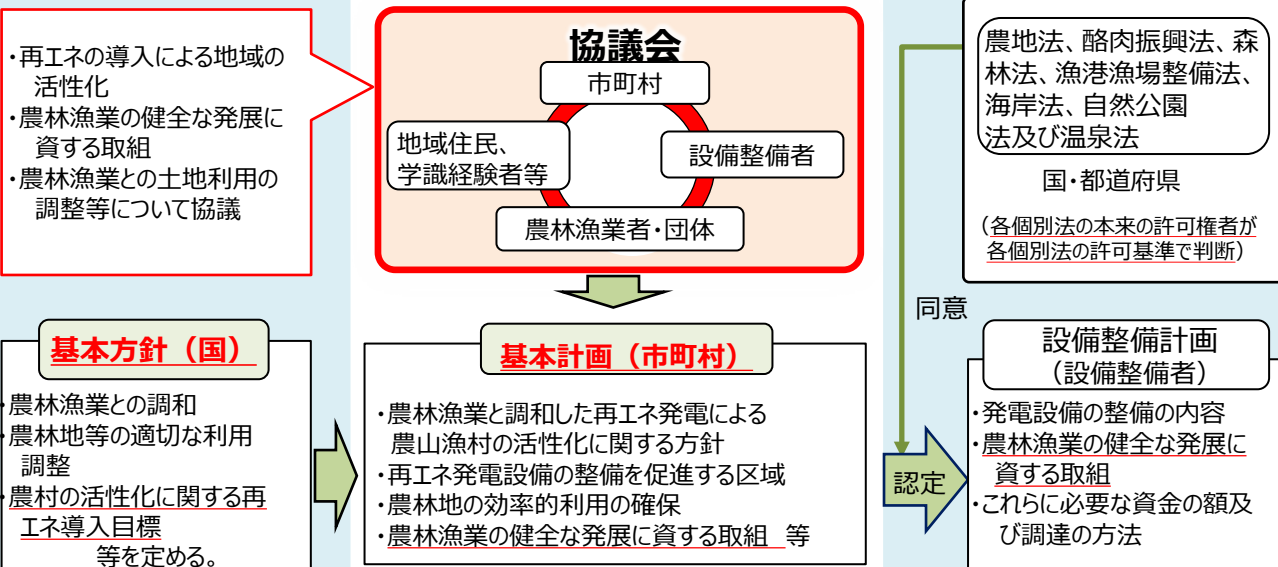 ・再エネの導入による地域の
活性化
・農林漁業の健全な発展に
資する取組
・農林漁業との土地利用の
調整等について協議
協議会
市町村
地域住民、
学識経験者等
設備整備者
農林漁業者・団体
農地法、酪肉振興法、森
林法、漁港漁場整備法、
海岸法、自然公園
法及び温泉法
国・都道府県
（各個別法の本来の許可権者が
各個別法の許可基準で判断）
同意
基本方針（国）
・農林漁業との調和
・農林地等の適切な利用
調整
・農村の活性化に関する再
エネ導入目標
等を定める。
基本計画（市町村）
・農林漁業と調和した再エネ発電による
農山漁村の活性化に関する方針
・再エネ発電設備の整備を促進する区域
・農林地の効率的利用の確保
・農林漁業の健全な発展に資する取組 等
認定
設備整備計画
（設備整備者）
・発電設備の整備の内容
・農林漁業の健全な発展に
資する取組
・これらに必要な資金の額及
び調達の方法